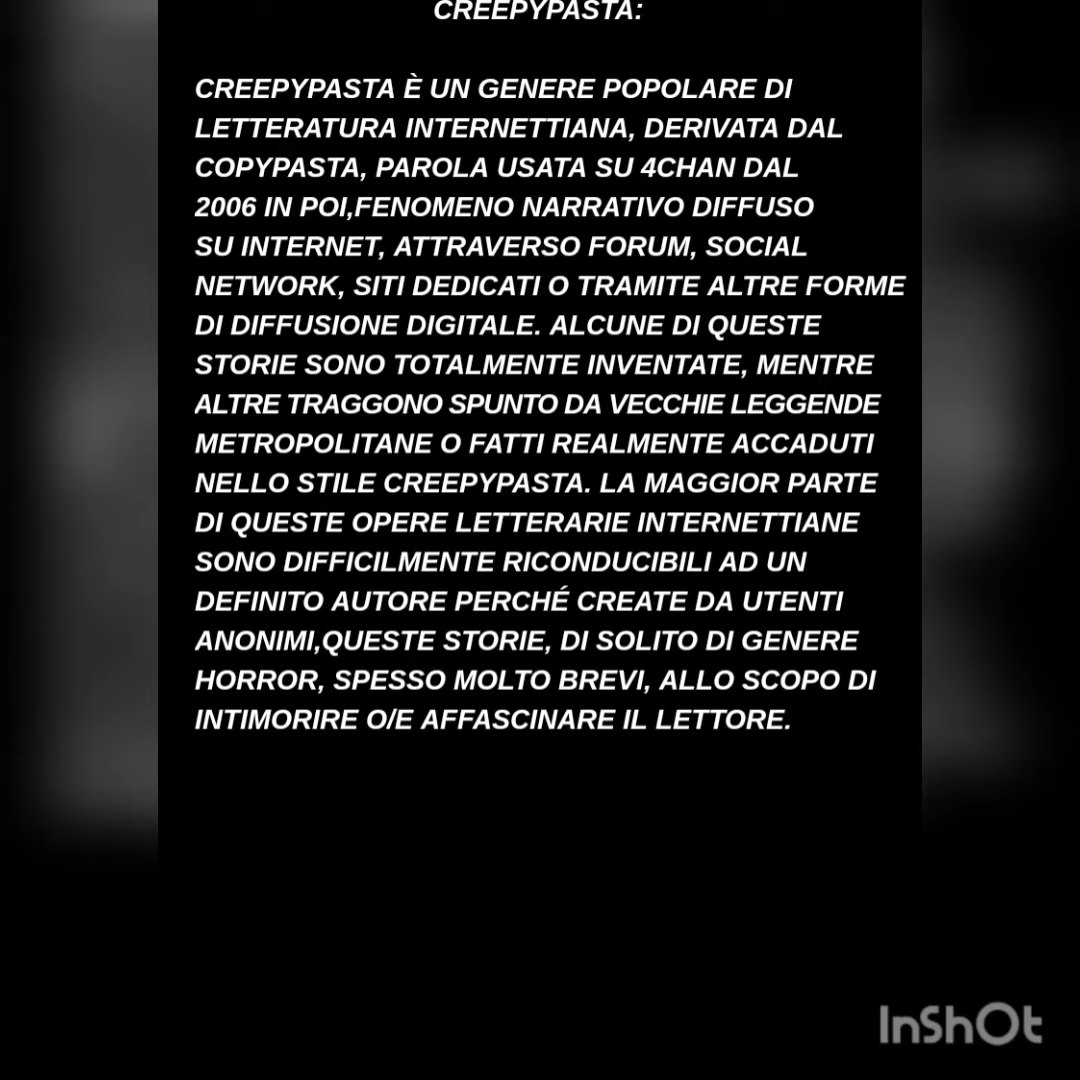 CREEPYPASTA:
CREEPYPASTA È UN GENERE POPOLARE DI
LETTERATURA INTERNETTIANA, DERIVATA DAL
COPYPASTA, PAROLA USATA SU 4CHAN DAL
2006 IN POI,FENOMENO NARRATIVO DIFFUSO
SU INTERNET, ATTRAVERSO FORUM, SOCIAL
NETWORK, SITI DEDICATI O TRAMITE ALTRE FORME
DI DIFFUSIONE DIGITALE. ALCUNE DI QUESTE
STORIE SONO TOTALMENTE INVENTATE, MENTRE
ALTRE TRAGGONO SPUNTO DA VECCHIE LEGGENDE
METROPOLITANE O FATTI REALMENTE ACCADUTI
NELLO STILE CREEPYPASTA. LA MAGGIOR PARTE
DI QUESTE OPERE LETTERARIE INTERNETTIANE
SONO DIFFICILMENTE RICONDUCIBILI AD UN
DEFINITO AUTORE PERCHÉ CREATE DA UTENTI
ANONIMI,QUESTE STORIE, DI SOLITO DI GENERE
HORROR, SPESSO MOLTO BREVI, ALLO SCOPO DI
INTIMORIRE O/E AFFASCINARE IL LETTORE.
InShOt